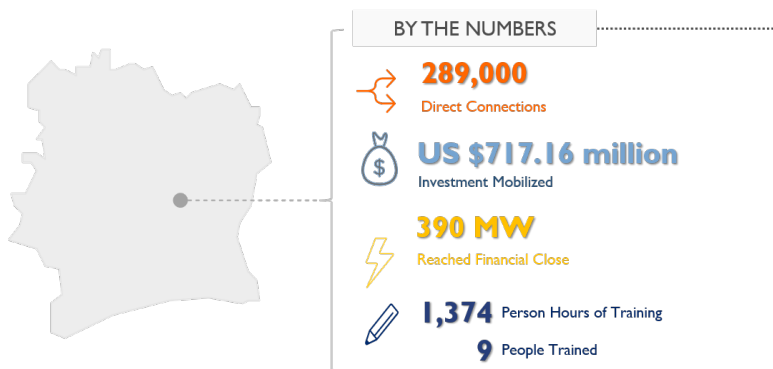 BY THE NUMBERS
289,000
Direct Connections
$
US $717.16 million
Investment Mobilized
390 MW
Reached Financial Close
1,374 Person Hours of Training
9 People Trained